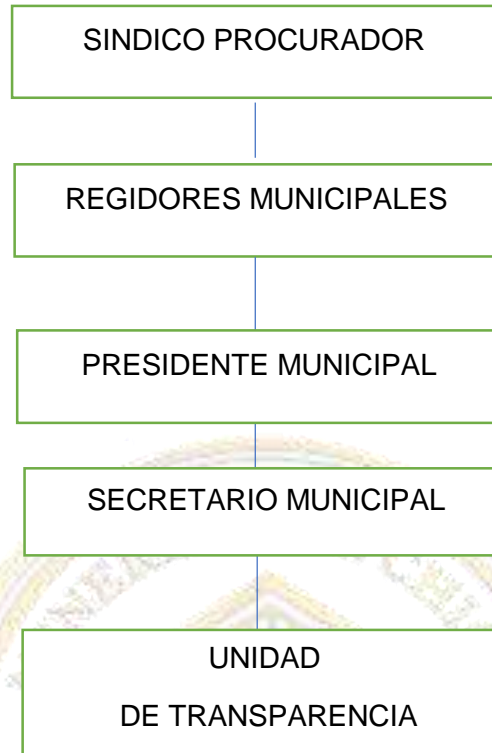 SINDICO PROCURADOR
REGIDORES MUNICIPALES
PRESIDENTE MUNICIPAL
SECRETARIO MUNICIPAL
UNIDAD
DE TRANSPARENCIA